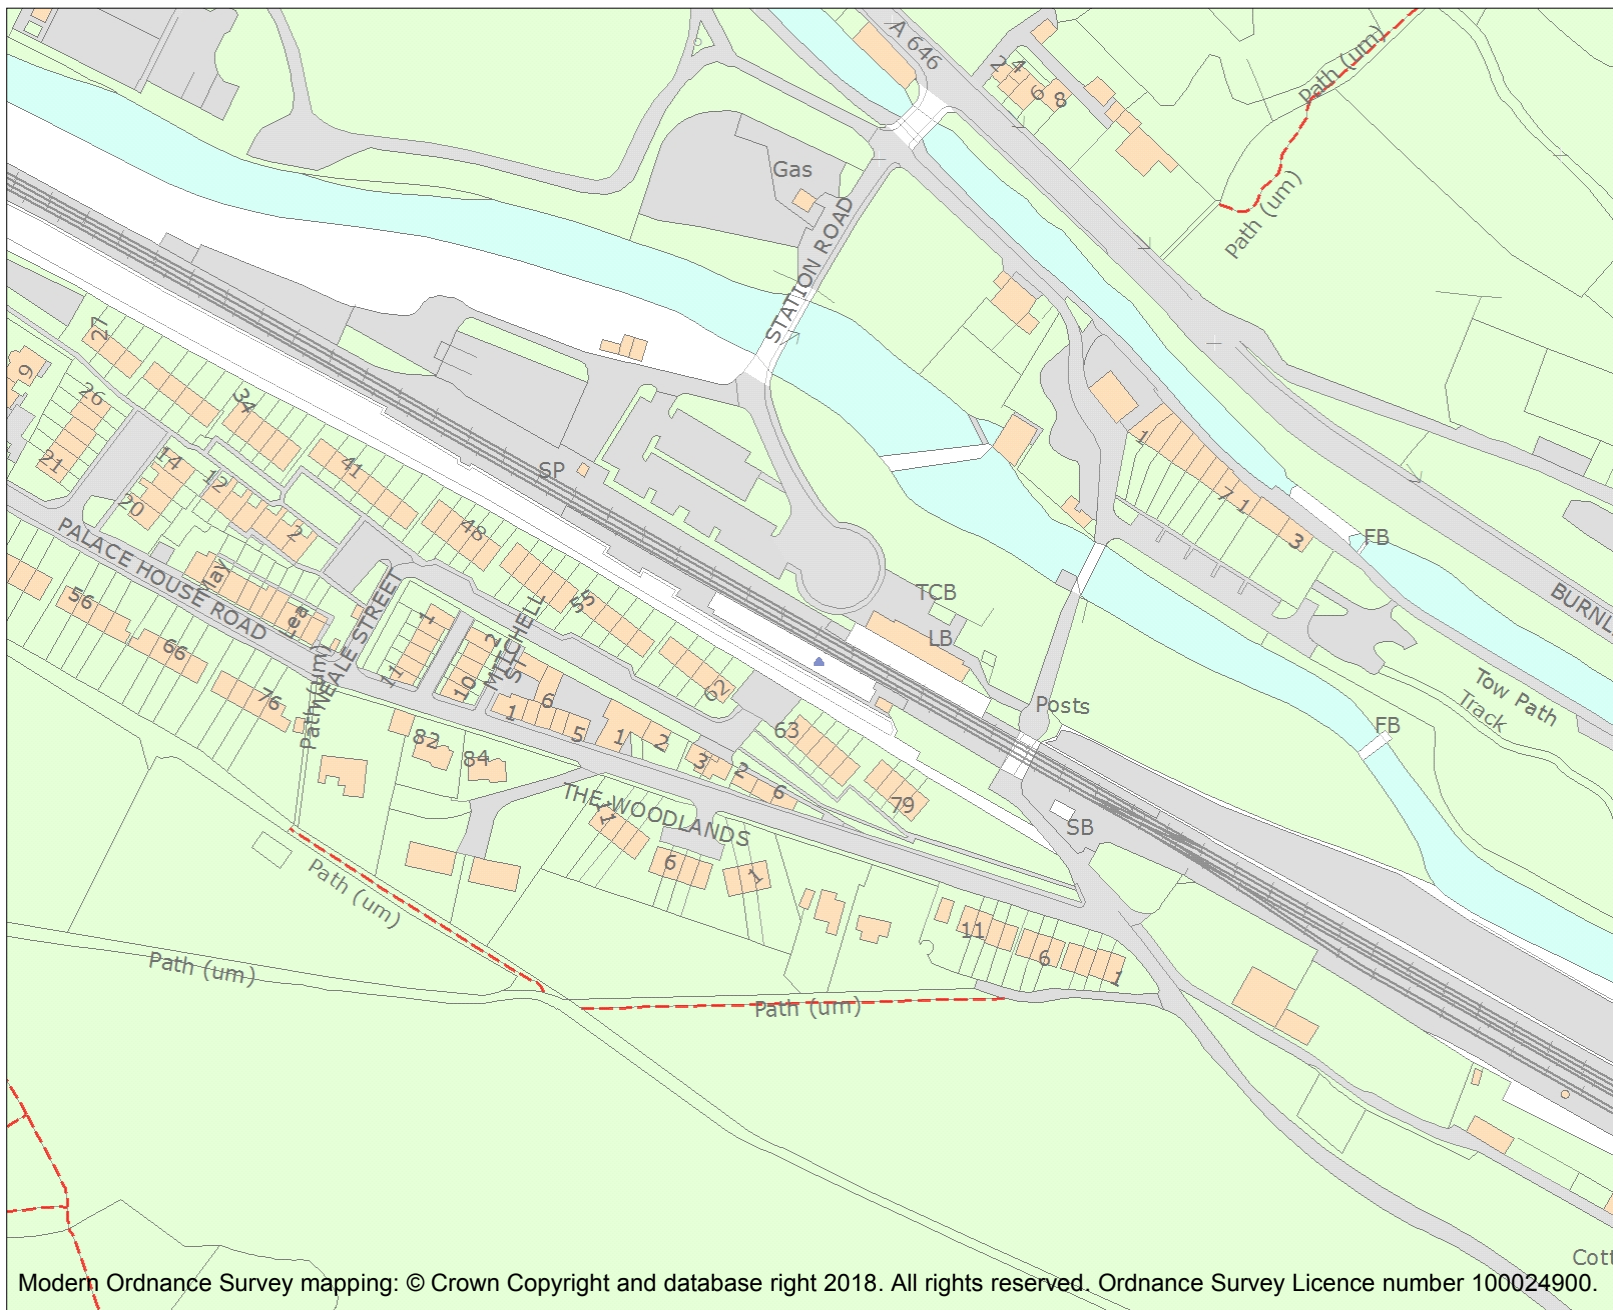 A 646
2
4
6
8
Path (um)
Path (um)
Gas
STATION ROAD
27
9
26
34
21
14
41
12
20
2
SP
48
1
7
1
3
FB
PALACE HOUSE ROAD
May
Lea
56
66
76
NEALE STREET
Path (um)
1
11
2
10
MITCHELL
ST
55
62
TCB
LB
BURNL
Tow Path
Track
FB
Posts
1
6
5
1
2
3
2
6
63
79
82
84
THE WOODLANDS
11
6
1
SB
Path (um)
Path (um)
Path (um)
11
6
1
Cott
Modern Ordnance Survey mapping: © Crown Copyright and database right 2018. All rights reserved. Ordnance Survey Licence number 100024900.